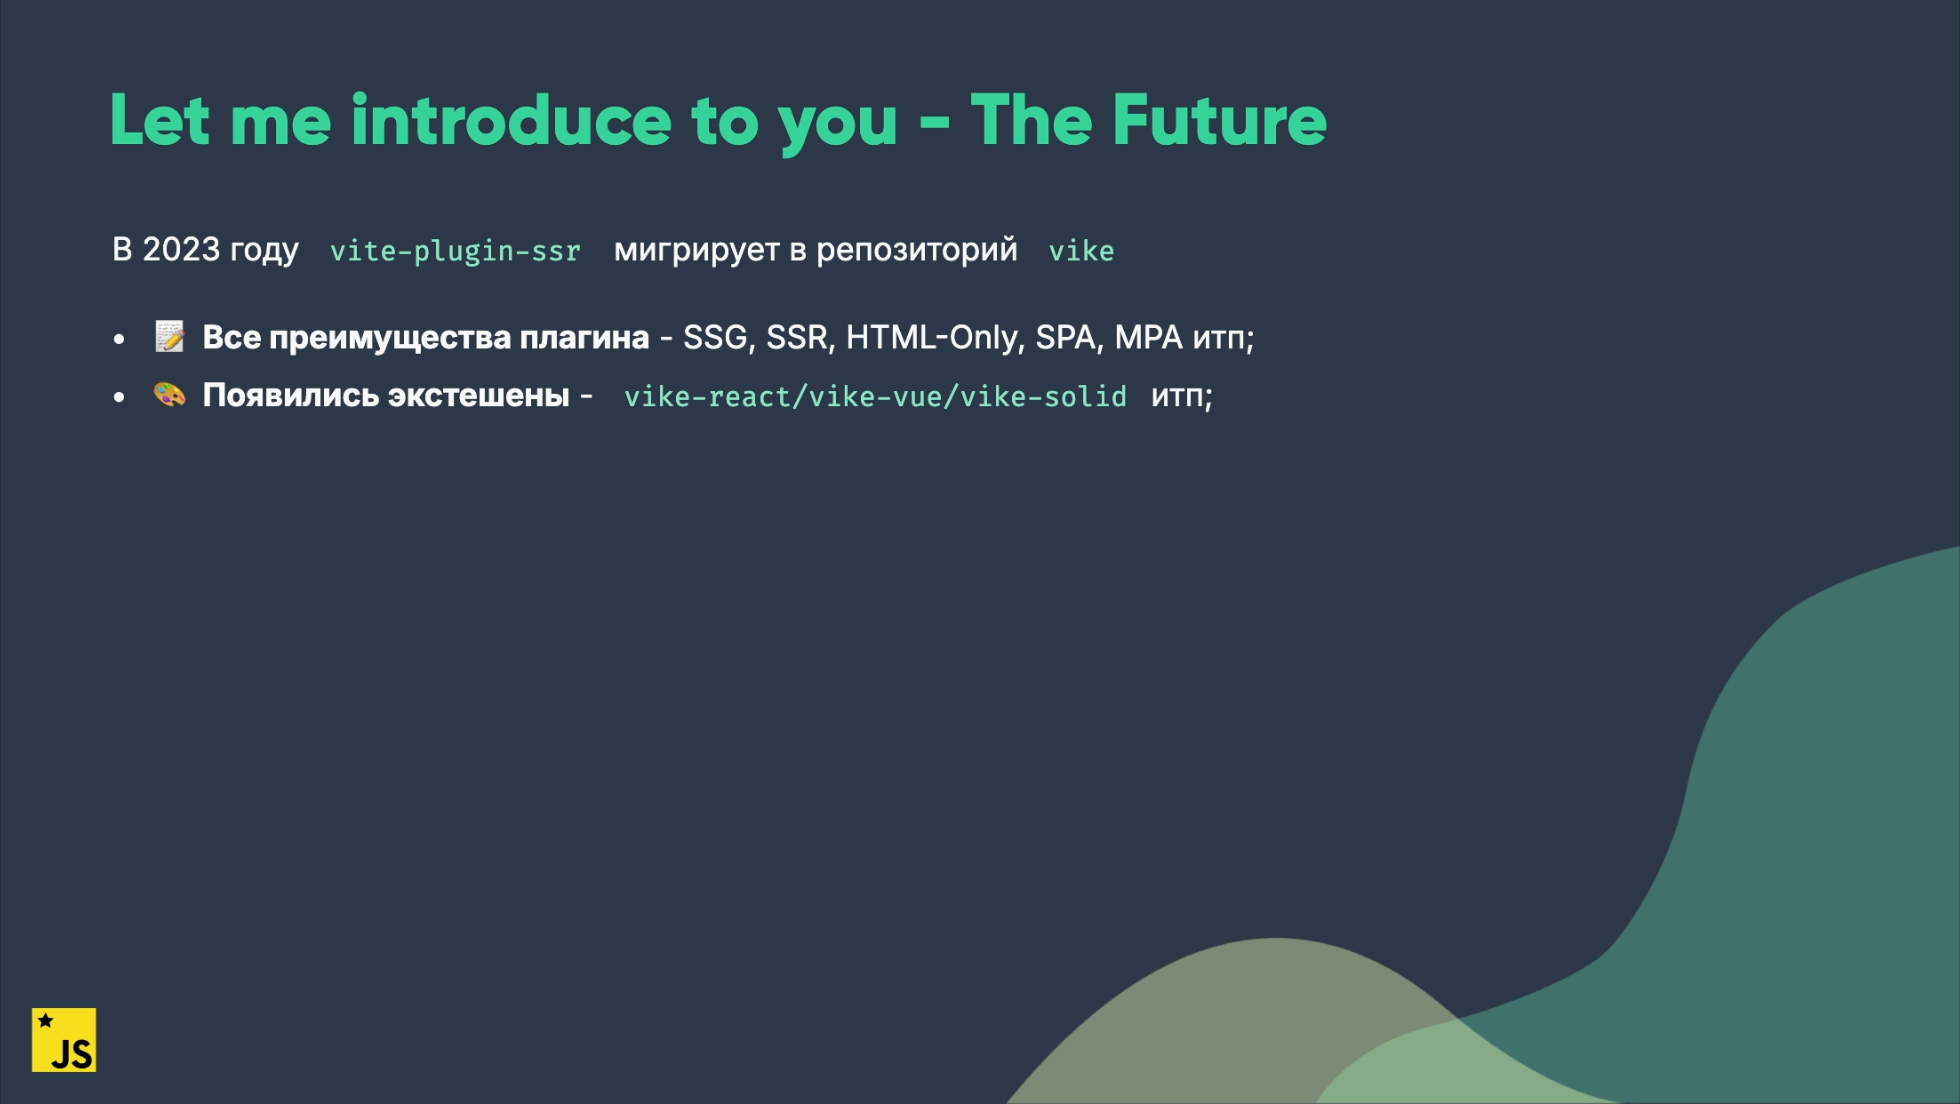 Let me introduce to you - The Future
В 2023 году vite-plugin-ssr мигрирует в репозиторий vike
• 📝 Все преимущества плагина - SSG, SSR, HTML-Only, SPA, MPA итп;
• 🎨 Появились экстешены - vike-react/vike-vue/vike-solid итп;
JS